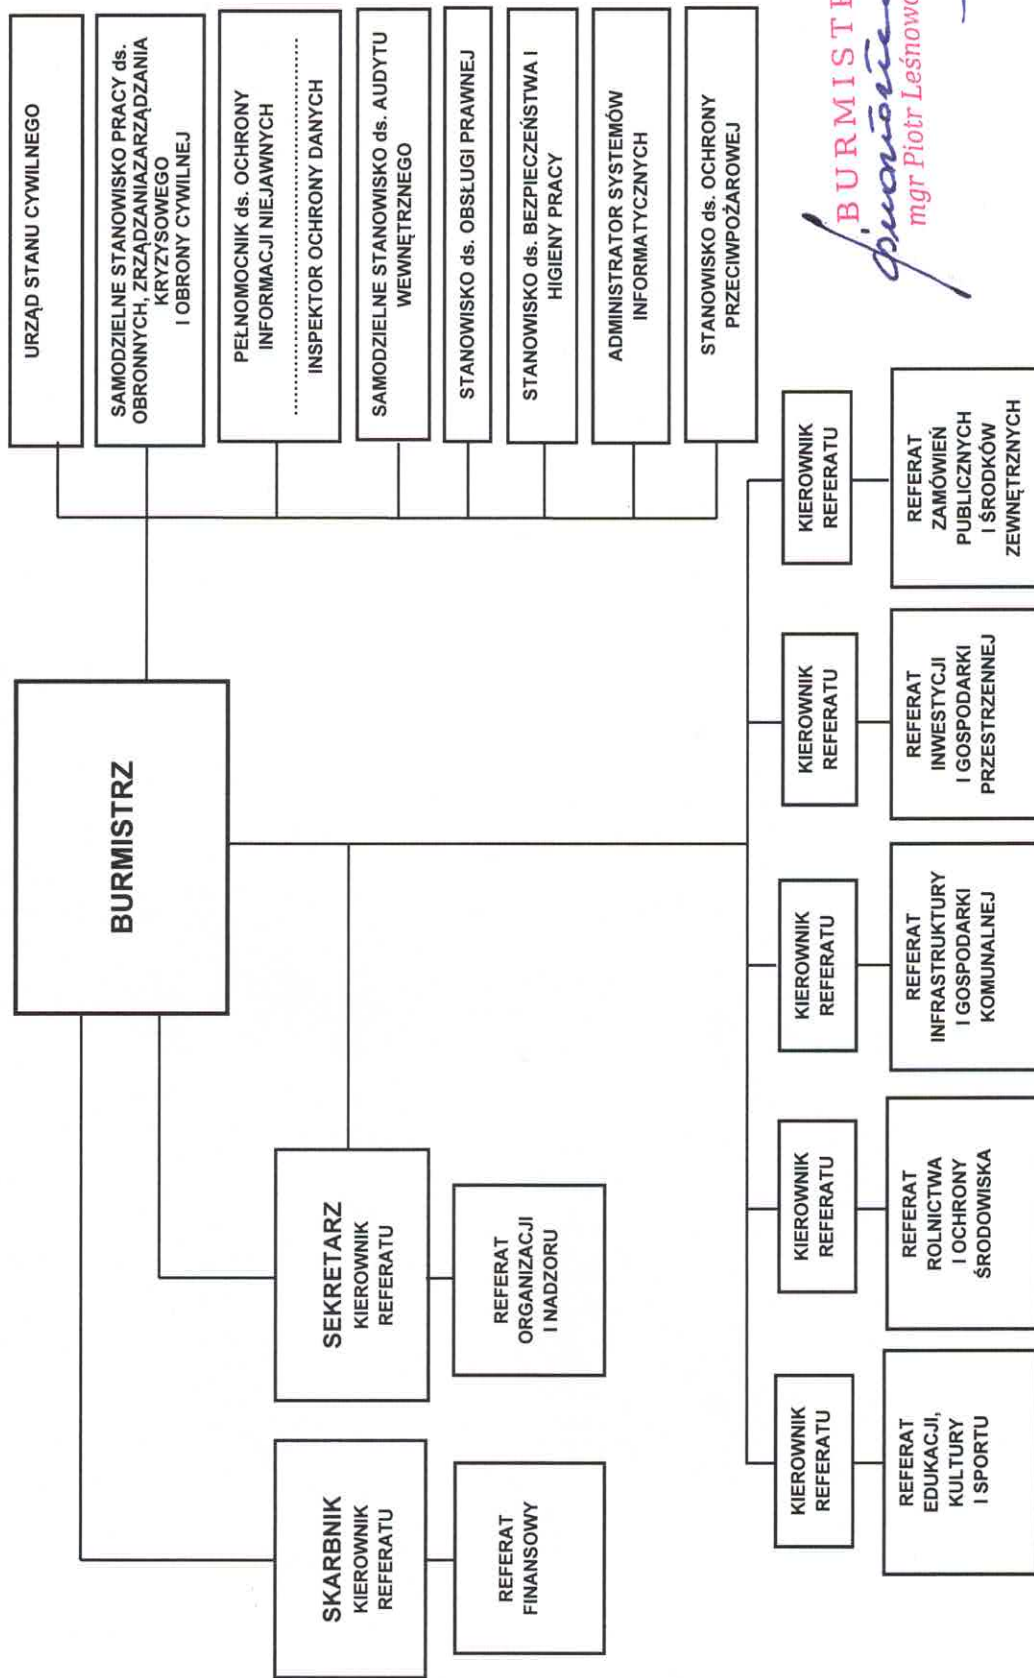 BURMISTRZ
URZĄD STANU CYWILNEGO
SAMODZIELNE STANOWISKO PRACY ds.
OBRONNYCH, ZRZĄDZANIAZARZĄDZANIA
KRYZYSOWEGO
I OBRONY CYWILNEJ
PEŁNOMOCNIK ds. OCHRONY
INFORMACJI NIEJAWNYCH
INSPEKTOR OCHRONY DANYCH
SAMODZIELNE STANOWISKO ds. AUDYTU
WEWNĘTRZNEGO
STANOWISKO ds. OBSŁUGI PRAWNEJ
STANOWISKO ds. BEZPIECZEŃSTWA I
HIGIENY PRACY
ADMINISTRATOR SYSTEMÓW
INFORMATYCZNYCH
STANOWISKO ds. OCHRONY
PRZECIWPOŻAROWEJ
SKARBNIK
KIEROWNIK
REFERATU
REFERAT
FINANSOWY
SEKRETARZ
KIEROWNIK
REFERATU
REFERAT
ORGANIZACJI
I NADZORU
KIEROWNIK
REFERATU
REFERAT
EDUKACJI,
KULTURY
I SPORTU
KIEROWNIK
REFERATU
REFERAT
ROLNICTWA
I OCHRONY
ŚRODOWISKA
KIEROWNIK
REFERATU
REFERAT
INFRASTRUKTURY
I GOSPODARKI
KOMUNALNEJ
KIEROWNIK
REFERATU
REFERAT
INWESTYCJI
I GOSPODARKI
PRZESTRZENNEJ
KIEROWNIK
REFERATU
REFERAT
ZAMÓWIEŃ
PUBLICZNYCH
I ŚRODKÓW
ZEWNĘTRZNYCH
BURMISTR
mgr Piotr Leśnowo